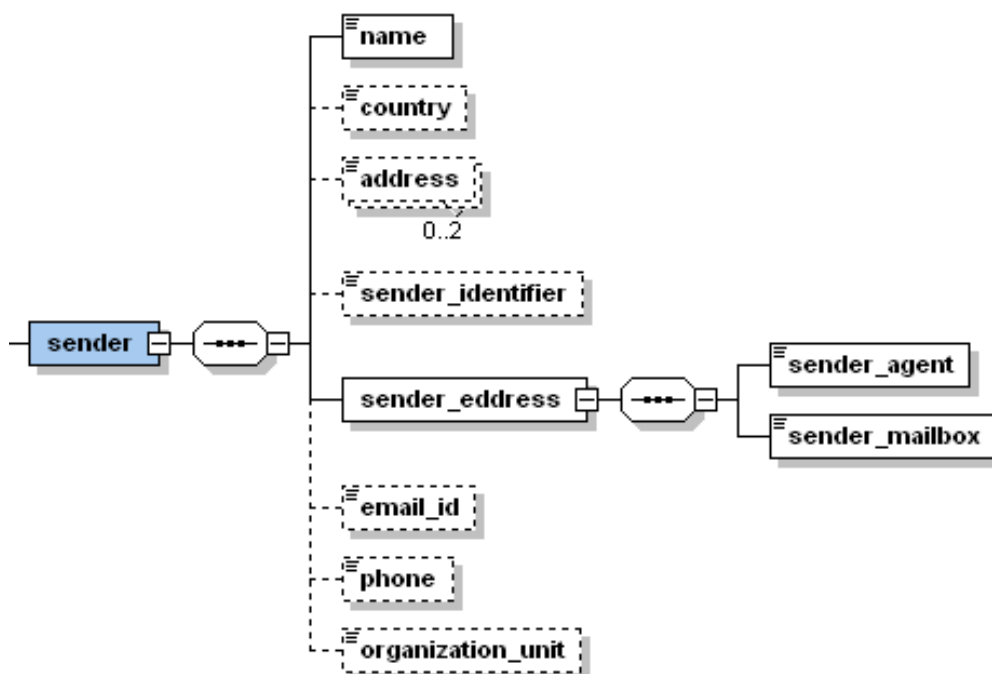 name
country
address
0..2
sender_identifier
sender
sender_eddress
sender_agent
sender_mailbox
email_id
phone
organization_unit